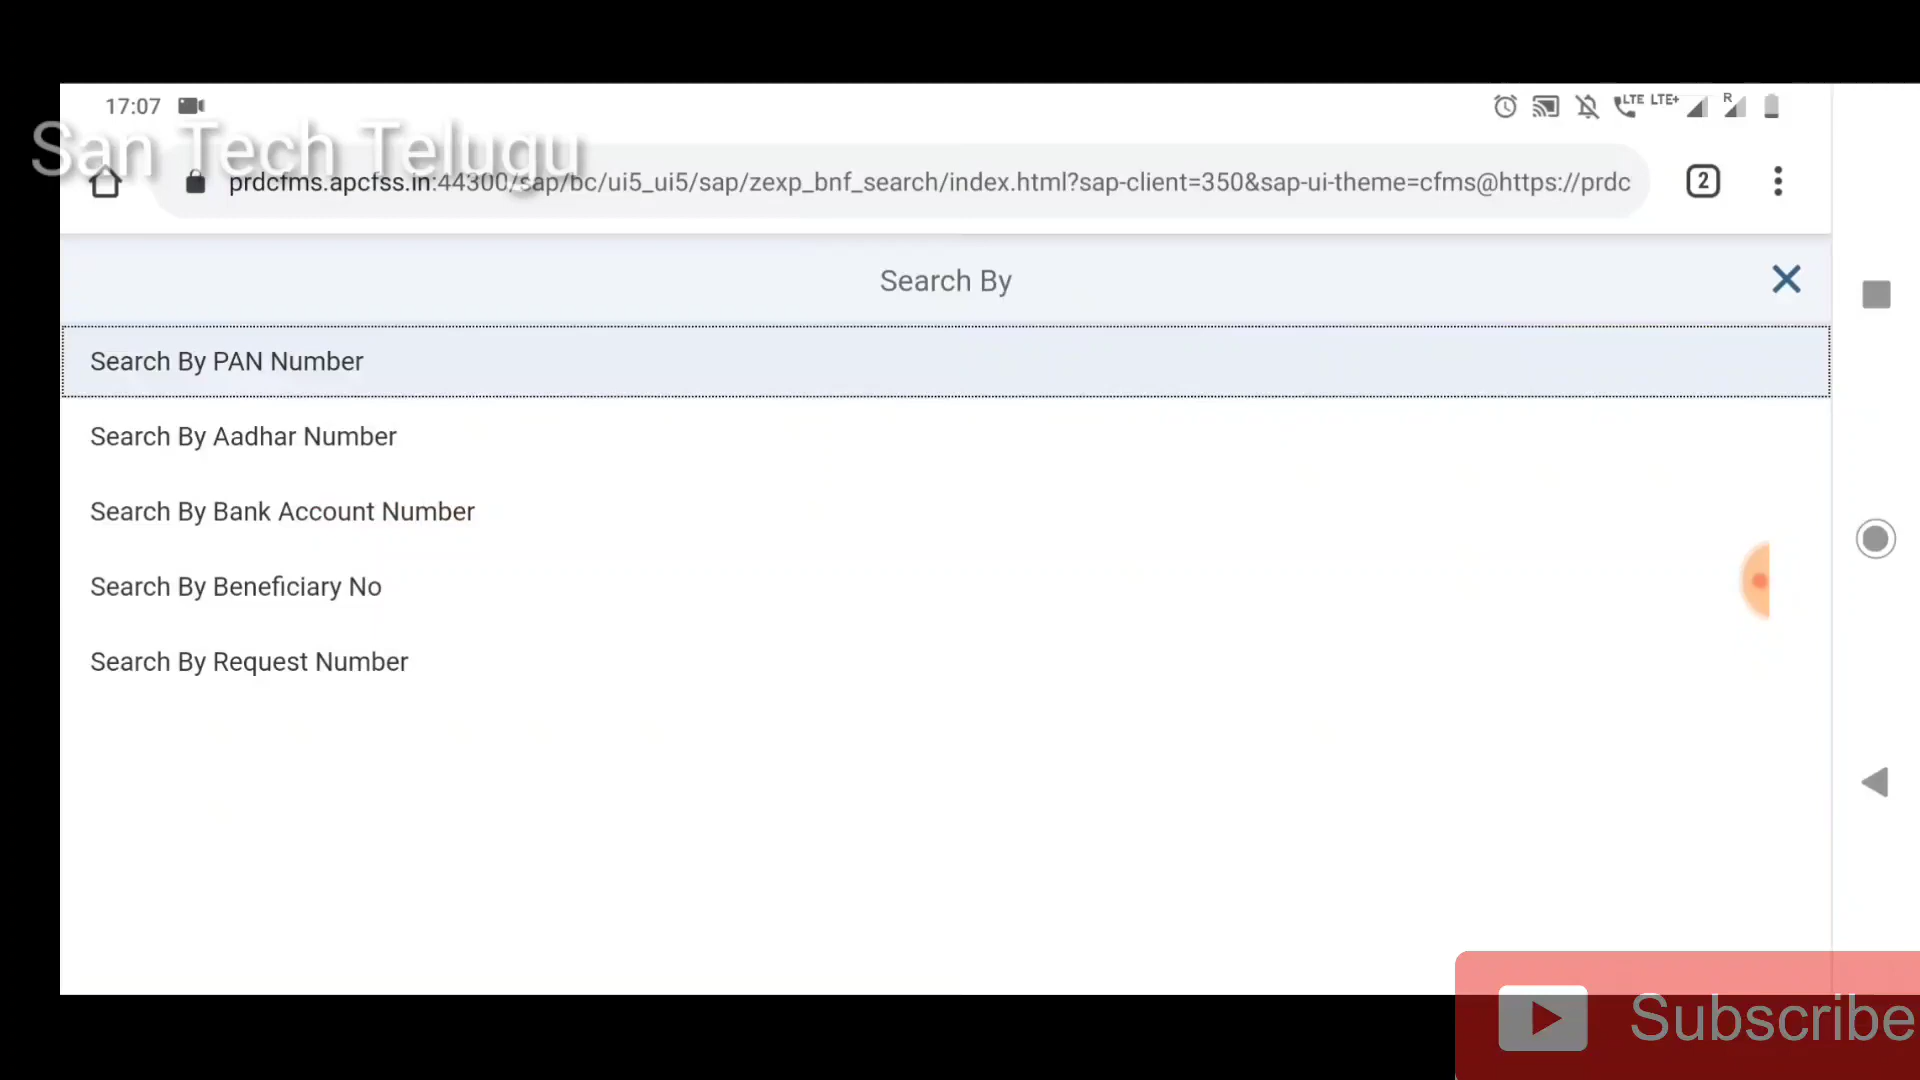 17:07
LTE LTE+ R
San Tech Telugu
prdcfms.apcfss.in:44300/sap/bc/ui5_ui5/sap/zexp_bnf_search/index.html?sap-client=350&sap-ui-theme=cfms@https://prdc
2
Search By
Search By PAN Number
Search By Aadhar Number
Search By Bank Account Number
Search By Beneficiary No
Search By Request Number
Subscribe